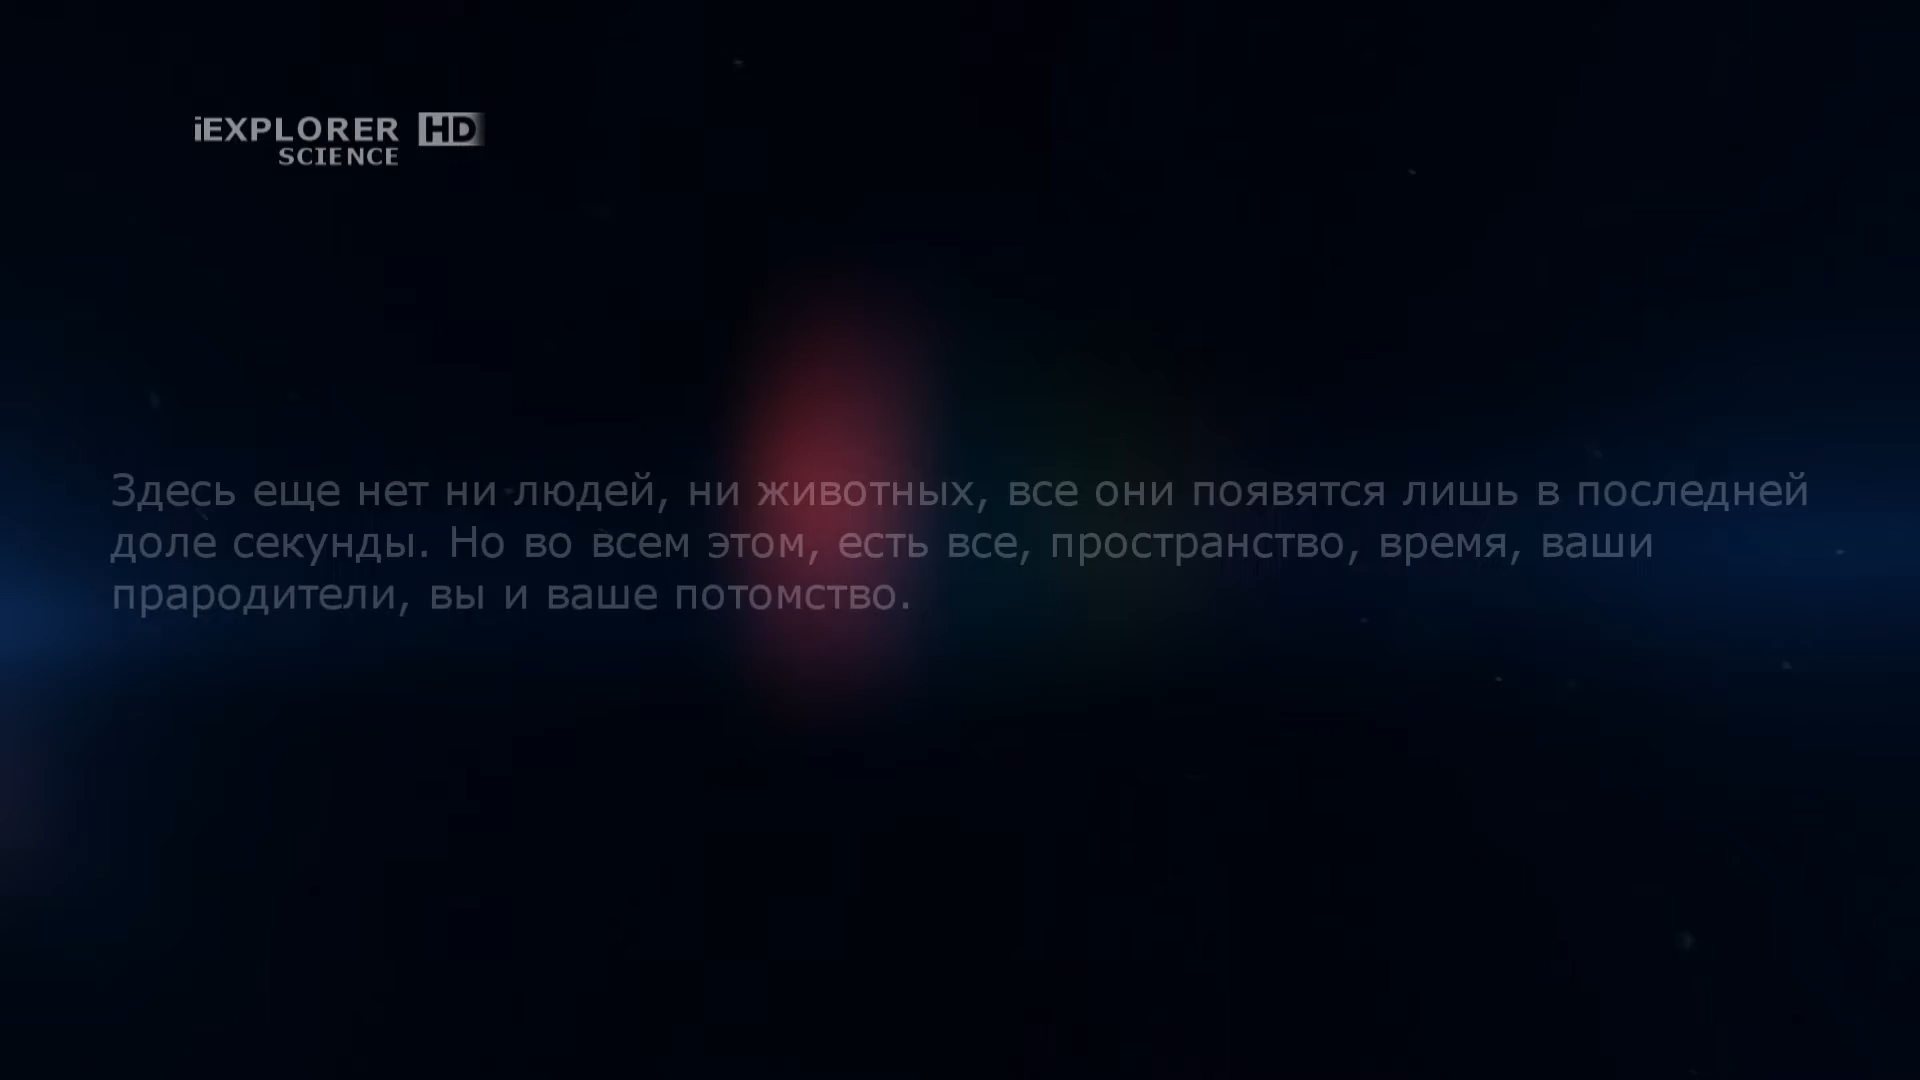 iEXPLORER HD
SCIENCE
Здесь еще нет ни людей, ни животных, все они появятся лишь в последней
доле секунды. Но во всем этом, есть все, пространство, время, ваши
прародители, вы и ваше потомство.